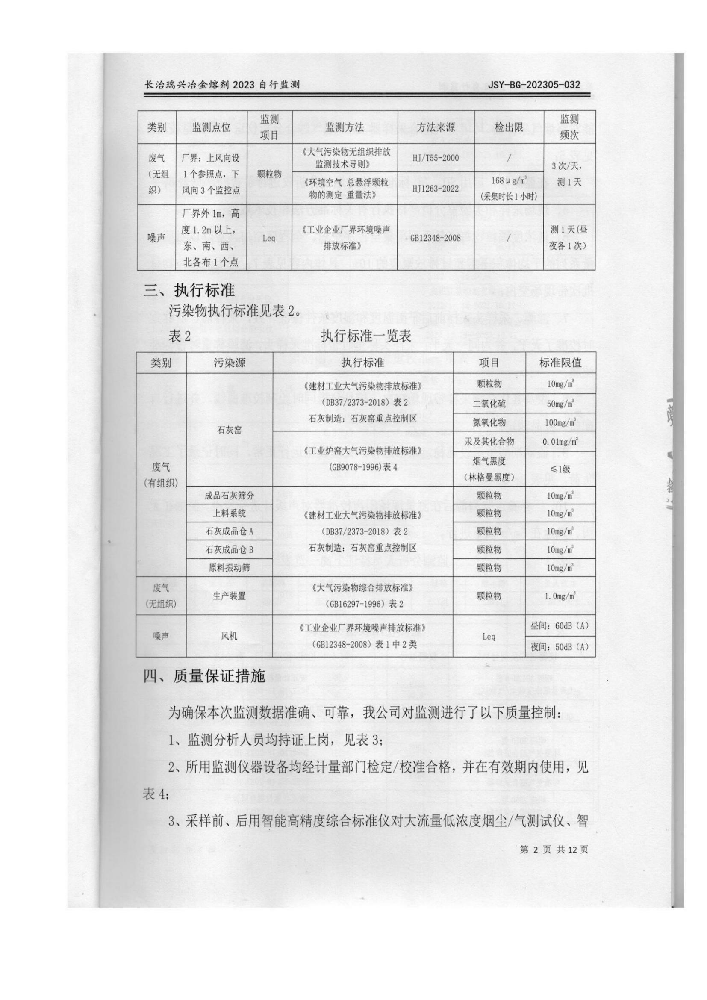 长治瑞兴冶金熔剂 2023 自行监测 JSY-BG-202305-032
类别 监测点位 监测项目 监测方法 方法来源 检出限 监测频次
废气(无组织) 厂界：上风向设1个参照点，下风向3个监控点 颗粒物 《大气污染物无组织排放监测技术导则》 HJ/T55-2000 / 3次/天，测1天
《环境空气 总悬浮颗粒物的测定 重量法》 HJ1263-2022 168μg/m³(采集时长1小时)
噪声 厂界外1m，高度1.2m以上，东、南、西、北各布1个点 Leq 《工业企业厂界环境噪声排放标准》 GB12348-2008 / 测1天(昼夜各1次)
三、执行标准
污染物执行标准见表 2。
表 2 执行标准一览表
类别 污染源 执行标准 项目 标准限值
废气(有组织) 石灰窑 《建材工业大气污染物排放标准》（DB37/2373-2018）表 2 石灰制造：石灰窑重点控制区 颗粒物 10mg/m³
二氧化硫 50mg/m³
氮氧化物 100mg/m³
《工业炉窑大气污染物排放标准》(GB9078-1996)表 4 汞及其化合物 0.01mg/m³
烟气黑度（林格曼黑度） ≤1级
成品石灰筛分 《建材工业大气污染物排放标准》（DB37/2373-2018）表 2 石灰制造：石灰窑重点控制区 颗粒物 10mg/m³
上料系统 颗粒物 10mg/m³
石灰成品仓 A 颗粒物 10mg/m³
石灰成品仓 B 颗粒物 10mg/m³
原料振动筛 颗粒物 10mg/m³
废气(无组织) 生产装置 《大气污染物综合排放标准》（GB16297-1996）表 2 颗粒物 1.0mg/m³
噪声 风机 《工业企业厂界环境噪声排放标准》（GB12348-2008）表 1 中 2 类 Leq 昼间：60dB（A）
夜间：50dB（A）
四、质量保证措施
为确保本次监测数据准确、可靠，我公司对监测进行了以下质量控制：
1、监测分析人员均持证上岗，见表 3；
2、所用监测仪器设备均经计量部门检定/校准合格，并在有效期内使用，见
表 4；
3、采样前、后用智能高精度综合标准仪对大流量低浓度烟尘/气测试仪、智
第 2 页 共 12 页